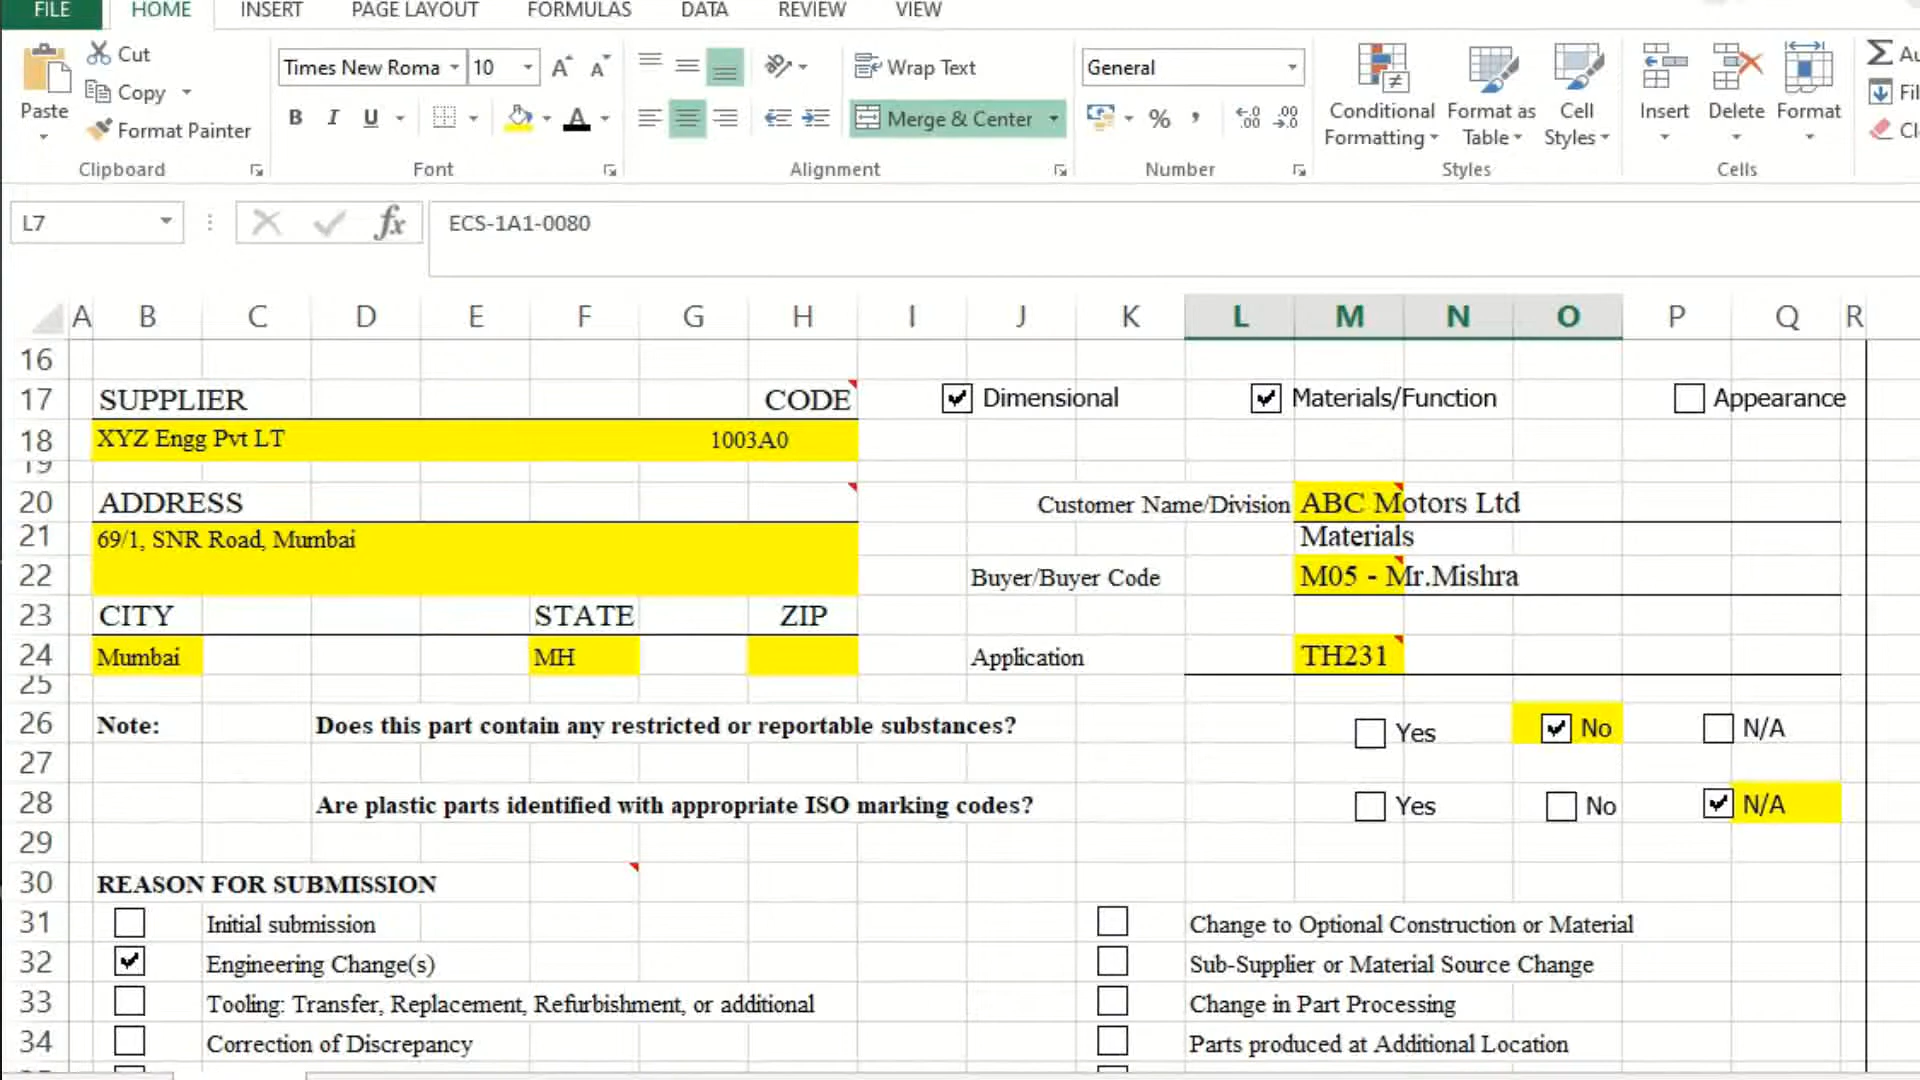 FILE HOME INSERT PAGE LAYOUT FORMULAS DATA REVIEW VIEW
Paste
Cut
Copy
Format Painter
Clipboard
Times New Roma 10
B I U
Font
Wrap Text
Merge & Center
Alignment
General
%
Number
Conditional Formatting
Format as Table
Cell Styles
Styles
Insert
Delete
Format
Cells
L7
fx
ECS-1A1-0080
A B C D E F G H I J K L M N O P Q R
16
17 SUPPLIER CODE Dimensional Materials/Function Appearance
18 XYZ Engg Pvt LT 1003A0
19
20 ADDRESS Customer Name/Division ABC Motors Ltd
21 69/1, SNR Road, Mumbai Materials
22 Buyer/Buyer Code M05 - Mr.Mishra
23 CITY STATE ZIP
24 Mumbai MH Application TH231
25
26 Note: Does this part contain any restricted or reportable substances? Yes No N/A
27
28 Are plastic parts identified with appropriate ISO marking codes? Yes No N/A
29
30 REASON FOR SUBMISSION
31 Initial submission Change to Optional Construction or Material
32 Engineering Change(s) Sub-Supplier or Material Source Change
33 Tooling: Transfer, Replacement, Refurbishment, or additional Change in Part Processing
34 Correction of Discrepancy Parts produced at Additional Location